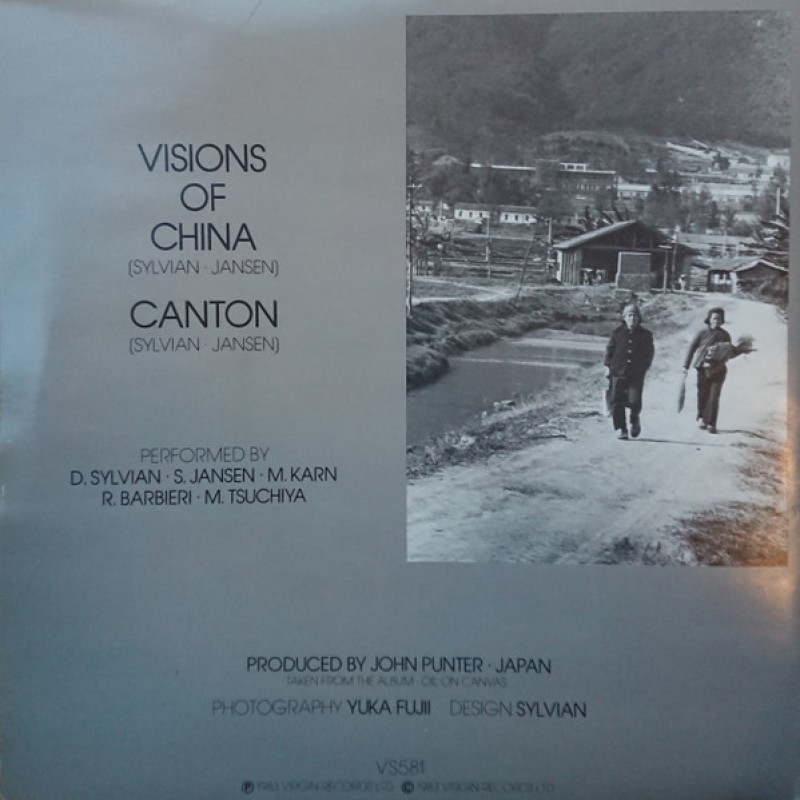 VISIONS
OF
CHINA
(SYLVIAN · JANSEN)
CANTON
(SYLVIAN · JANSEN)
PERFORMED BY
D. SYLVIAN · S. JANSEN · M. KARN
R. BARBIERI · M. TSUCHIYA
PRODUCED BY JOHN PUNTER · JAPAN
TAKEN FROM THE ALBUM · OIL ON CANVAS
PHOTOGRAPHY YUKA FUJII DESIGN SYLVIAN
VS581
Ⓟ 1983 VIRGIN RECORDS LTD © 1983 VIRGIN RECORDS LTD